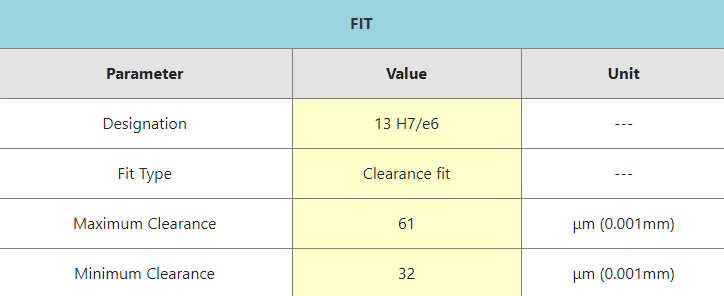 FIT
Parameter Value Unit
Designation 13 H7/e6 ---
Fit Type Clearance fit ---
Maximum Clearance 61 μm (0.001mm)
Minimum Clearance 32 μm (0.001mm)